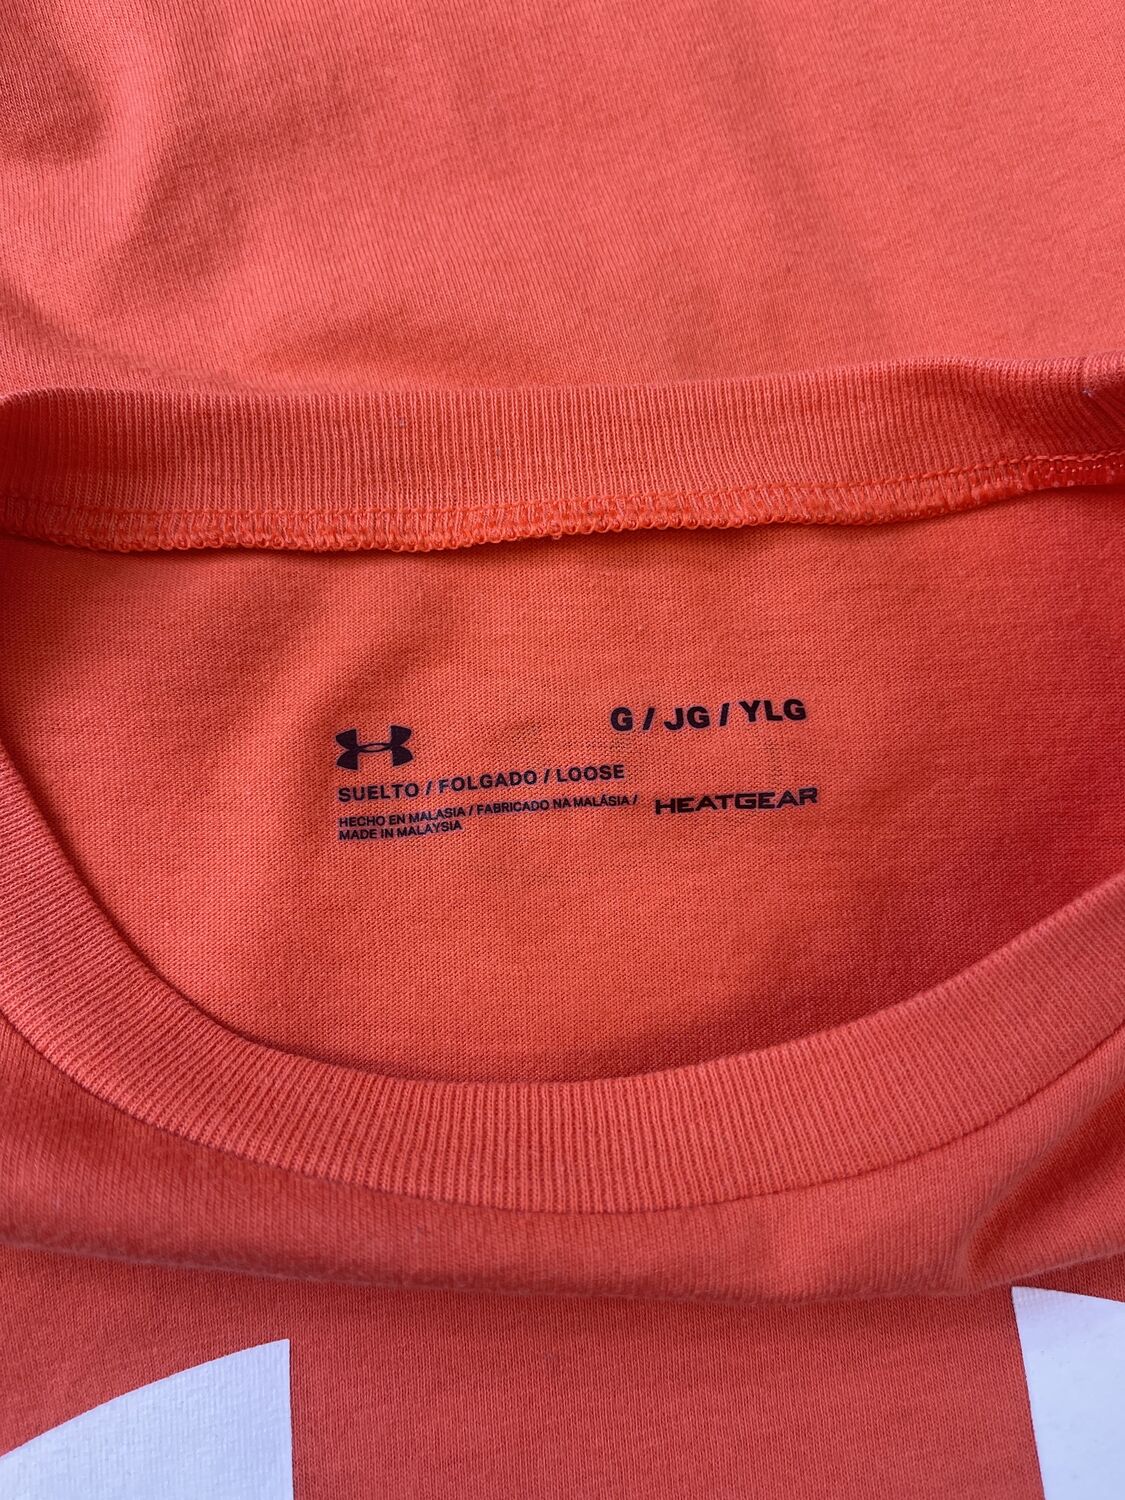 G / JG / YLG
SUELTO / FOLGADO / LOOSE
HECHO EN MALASIA / FABRICADO NA MALÁSIA /
MADE IN MALAYSIA
HEATGEAR